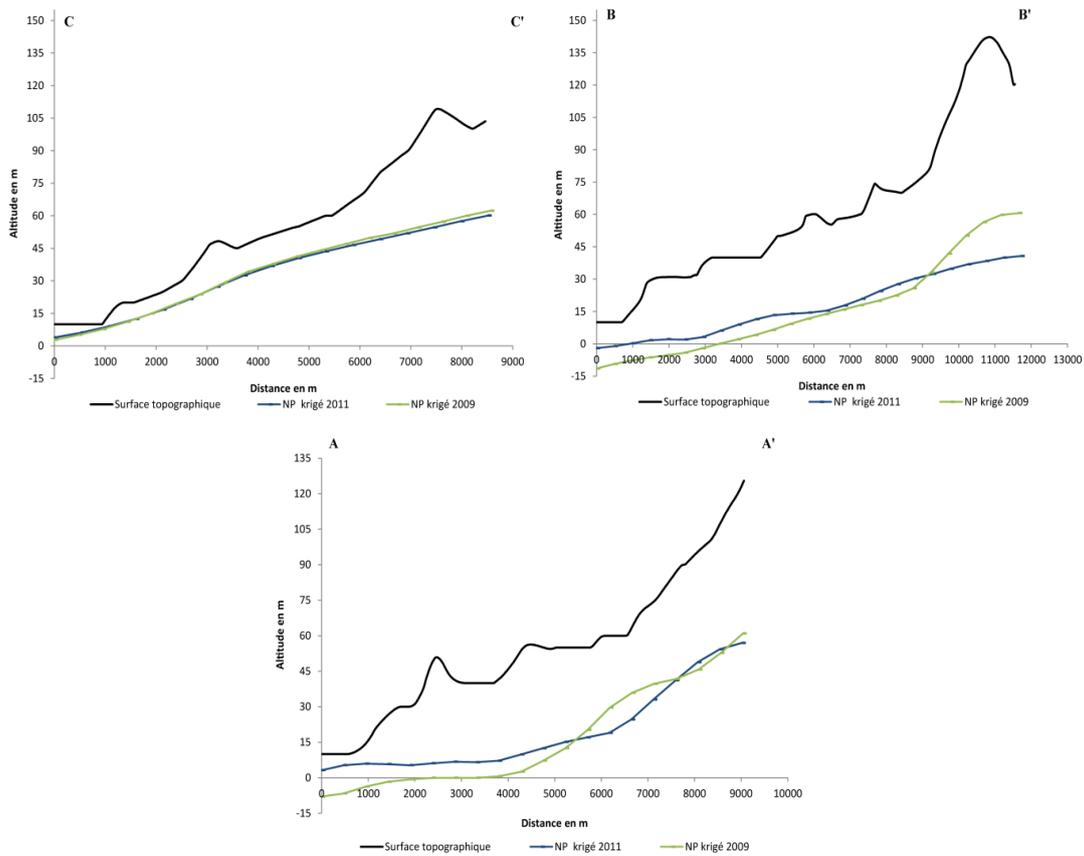 C C'
150
135
120
105
90
75
60
45
30
15
0
-15
Altitude en m
0 1000 2000 3000 4000 5000 6000 7000 8000 9000
Distance en m
Surface topographique NP krigé 2011 NP krigé 2009
B B'
150
135
120
105
90
75
60
45
30
15
0
-15
Altitude en m
0 1000 2000 3000 4000 5000 6000 7000 8000 9000 10000 11000 12000 13000
Distance en m
Surface topographique NP krigé 2011 NP krigé 2009
A A'
135
120
105
90
75
60
45
30
15
0
-15
Altitude en m
0 1000 2000 3000 4000 5000 6000 7000 8000 9000 10000
Distance en m
Surface topographique NP krigé 2011 NP krigé 2009